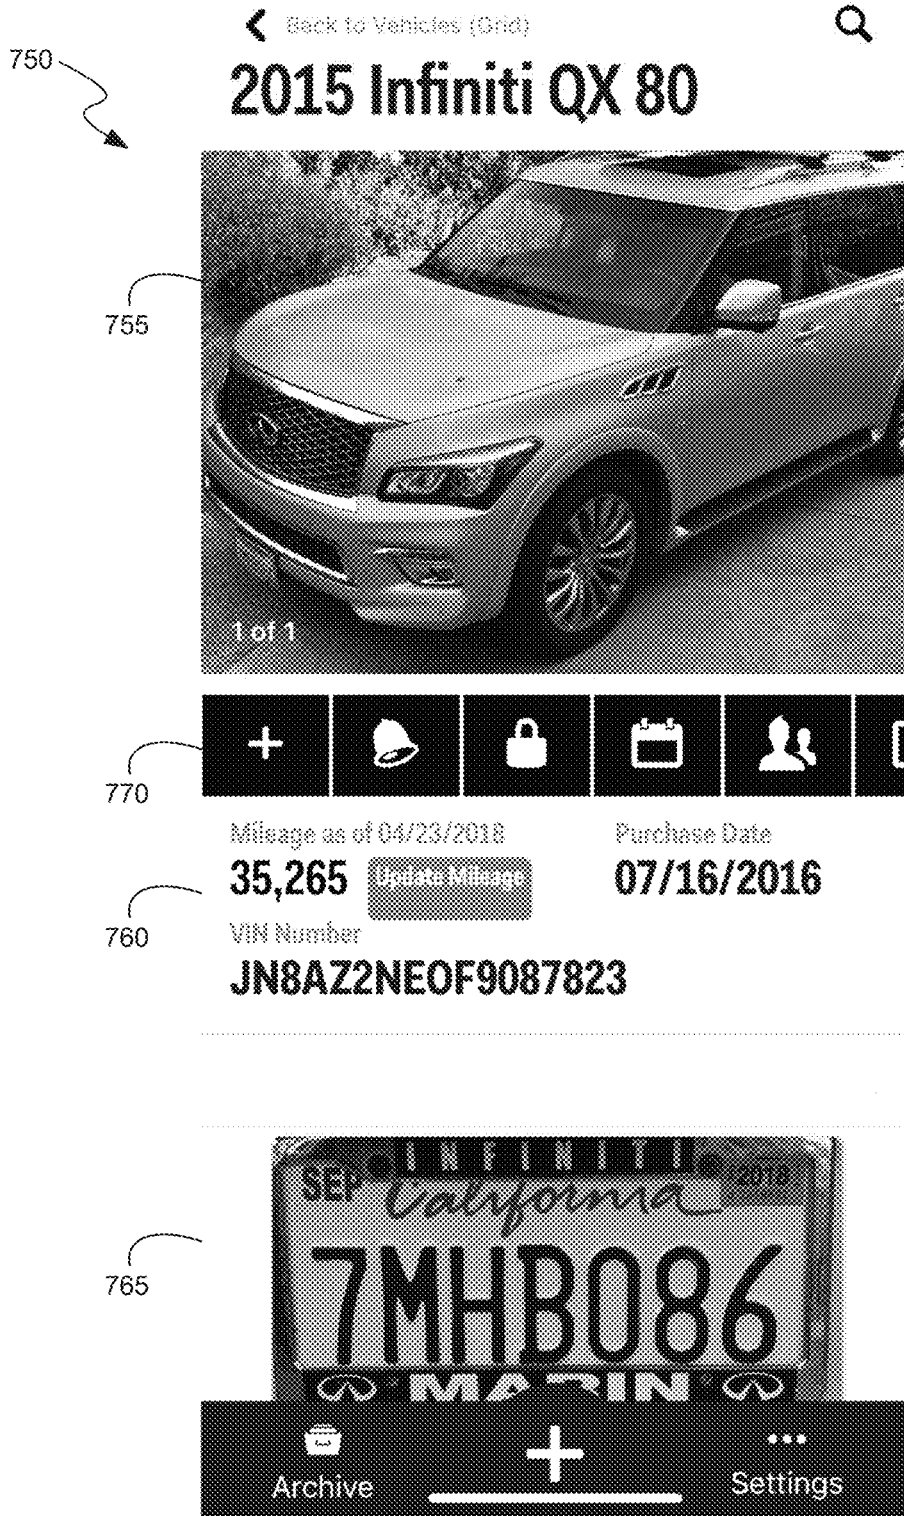 Back to Vehicles (Grid)
750
2015 Infiniti QX 80
755
1 of 1
770
Mileage as of 04/23/2018
Purchase Date
35,265
Update Mileage
07/16/2016
760
VIN Number
JN8AZ2NE0F9087823
INFINITI
SEP
California
2018
765
7MHB086
MARIN
Archive
Settings